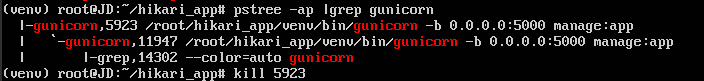 (venv) root@JD:~/hikari_app# pstree -ap |grep gunicorn
  |-gunicorn,5923 /root/hikari_app/venv/bin/gunicorn -b 0.0.0.0:5000 manage:app
  |   `-gunicorn,11947 /root/hikari_app/venv/bin/gunicorn -b 0.0.0.0:5000 manage:app
  |       |-grep,14302 --color=auto gunicorn
(venv) root@JD:~/hikari_app# kill 5923